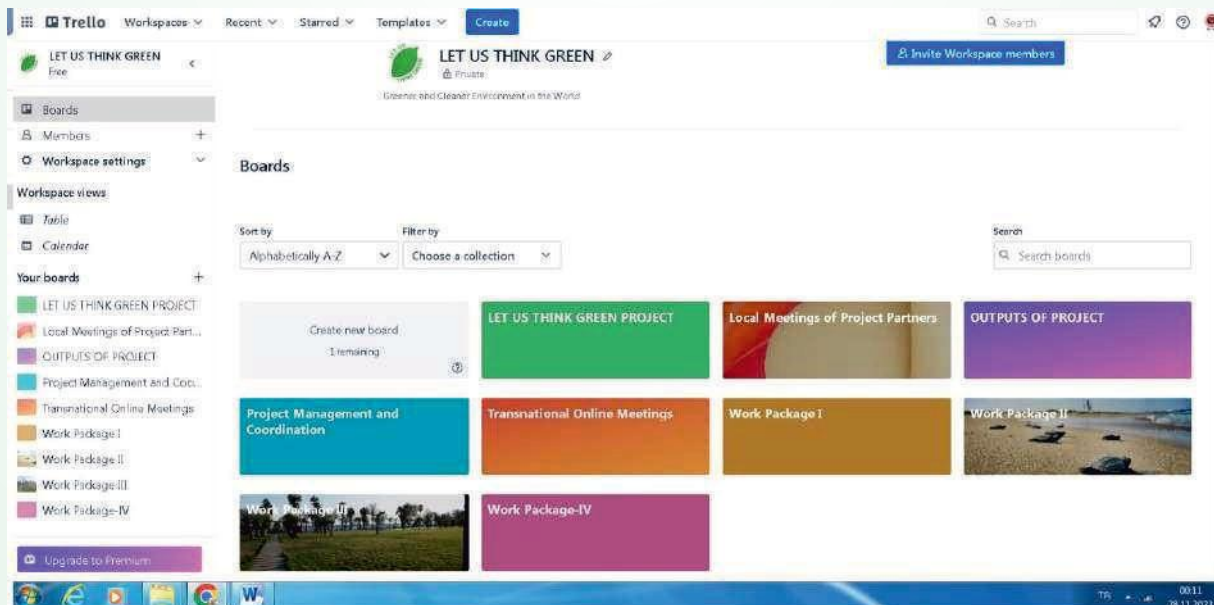 Trello Workspaces Recent Starred Templates Create Search
LET US THINK GREEN
Free
Boards
Members
Workspace settings
Workspace views
Table
Calendar
Your boards
LET US THINK GREEN PROJECT
Local Meetings of Project Part...
OUTPUTS OF PROJECT
Project Management and Coo...
Transnational Online Meetings
Work Package I
Work Package II
Work Package III
Work Package-IV
Upgrade to Premium
LET US THINK GREEN
Private
Greener and Cleaner Environment in the World
Invite Workspace members
Boards
Sort by Filter by Search
Alphabetically A-Z Choose a collection Search boards
Create new board
1 remaining
LET US THINK GREEN PROJECT
Local Meetings of Project Partners
OUTPUTS OF PROJECT
Project Management and
Coordination
Transnational Online Meetings
Work Package I
Work Package II
Work Package III
Work Package-IV
TR 00:11
28.11.2023